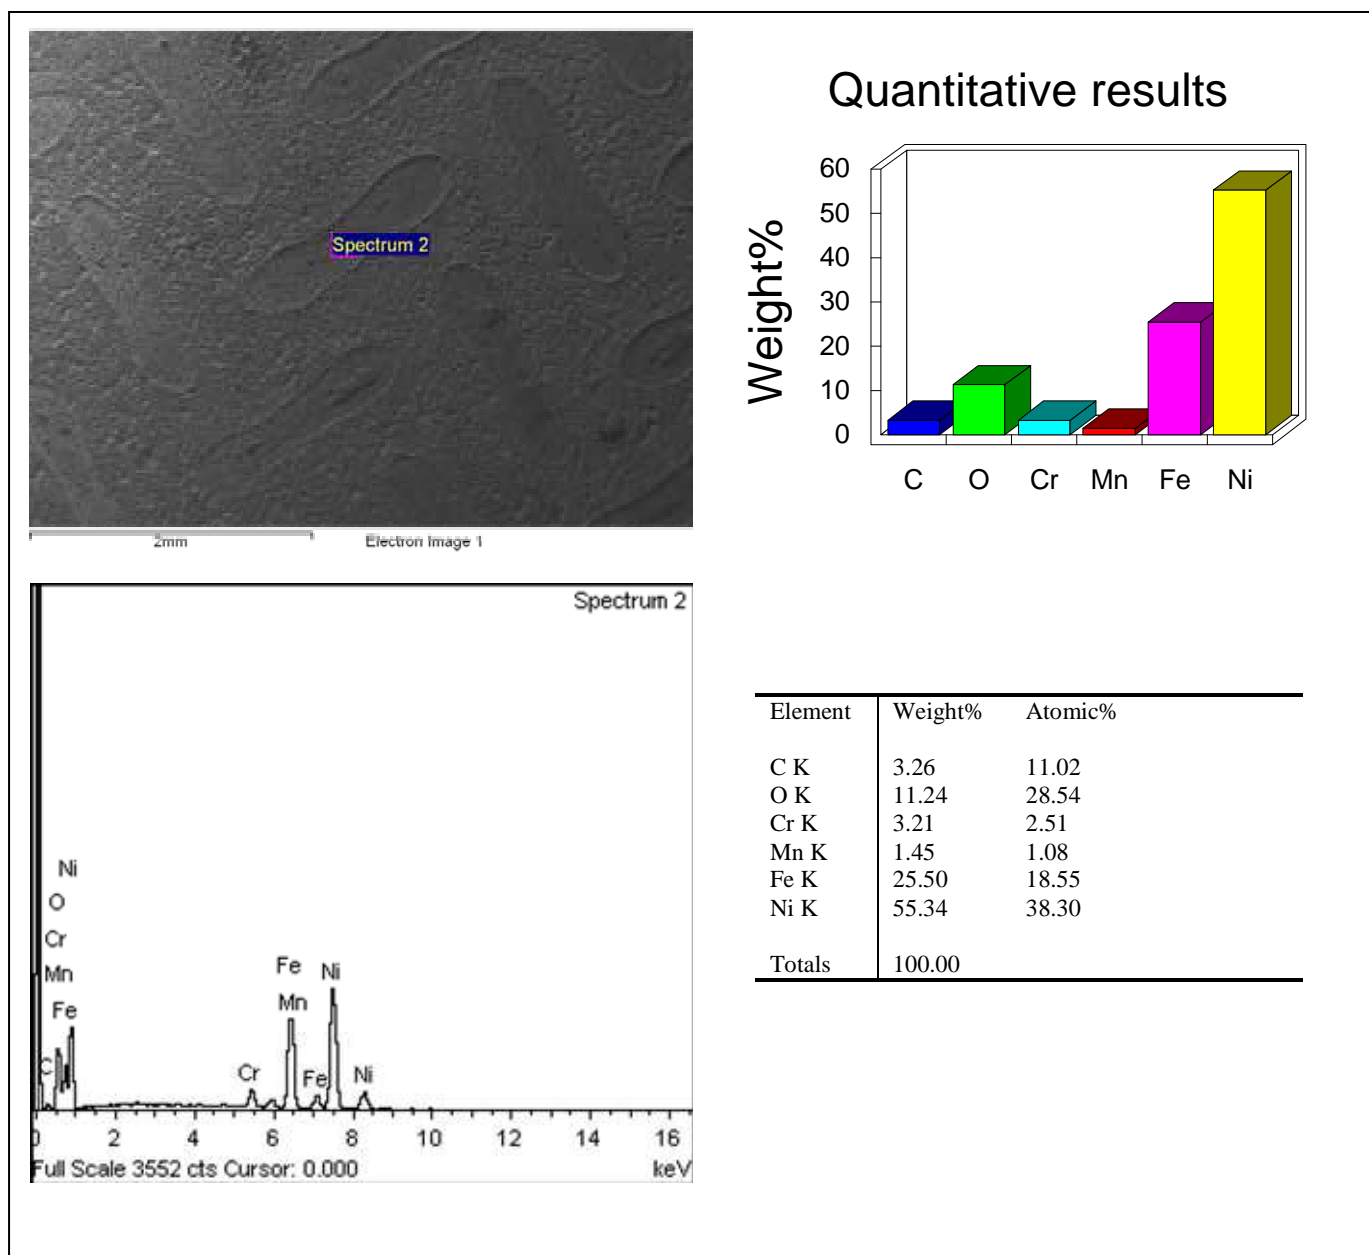 Spectrum 2
2mm
Electron Image 1
Quantitative results
Weight%
60
50
40
30
20
10
0
C O Cr Mn Fe Ni
Spectrum 2
Ni
O
Cr
Mn
Fe
C
Fe
Mn
Ni
Cr
Fe
Ni
0 2 4 6 8 10 12 14 16
Full Scale 3552 cts Cursor: 0.000 keV
Element Weight% Atomic%
C K 3.26 11.02
O K 11.24 28.54
Cr K 3.21 2.51
Mn K 1.45 1.08
Fe K 25.50 18.55
Ni K 55.34 38.30
Totals 100.00